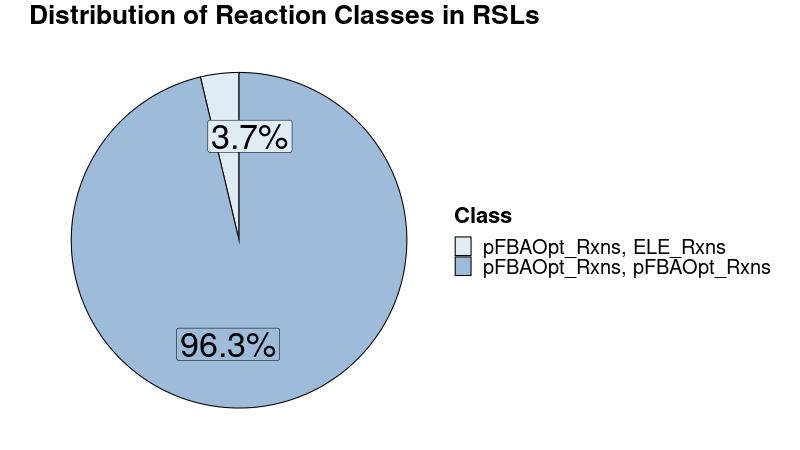 Distribution of Reaction Classes in RSLs
3.7%
96.3%
Class
pFBAOpt_Rxns, ELE_Rxns
pFBAOpt_Rxns, pFBAOpt_Rxns